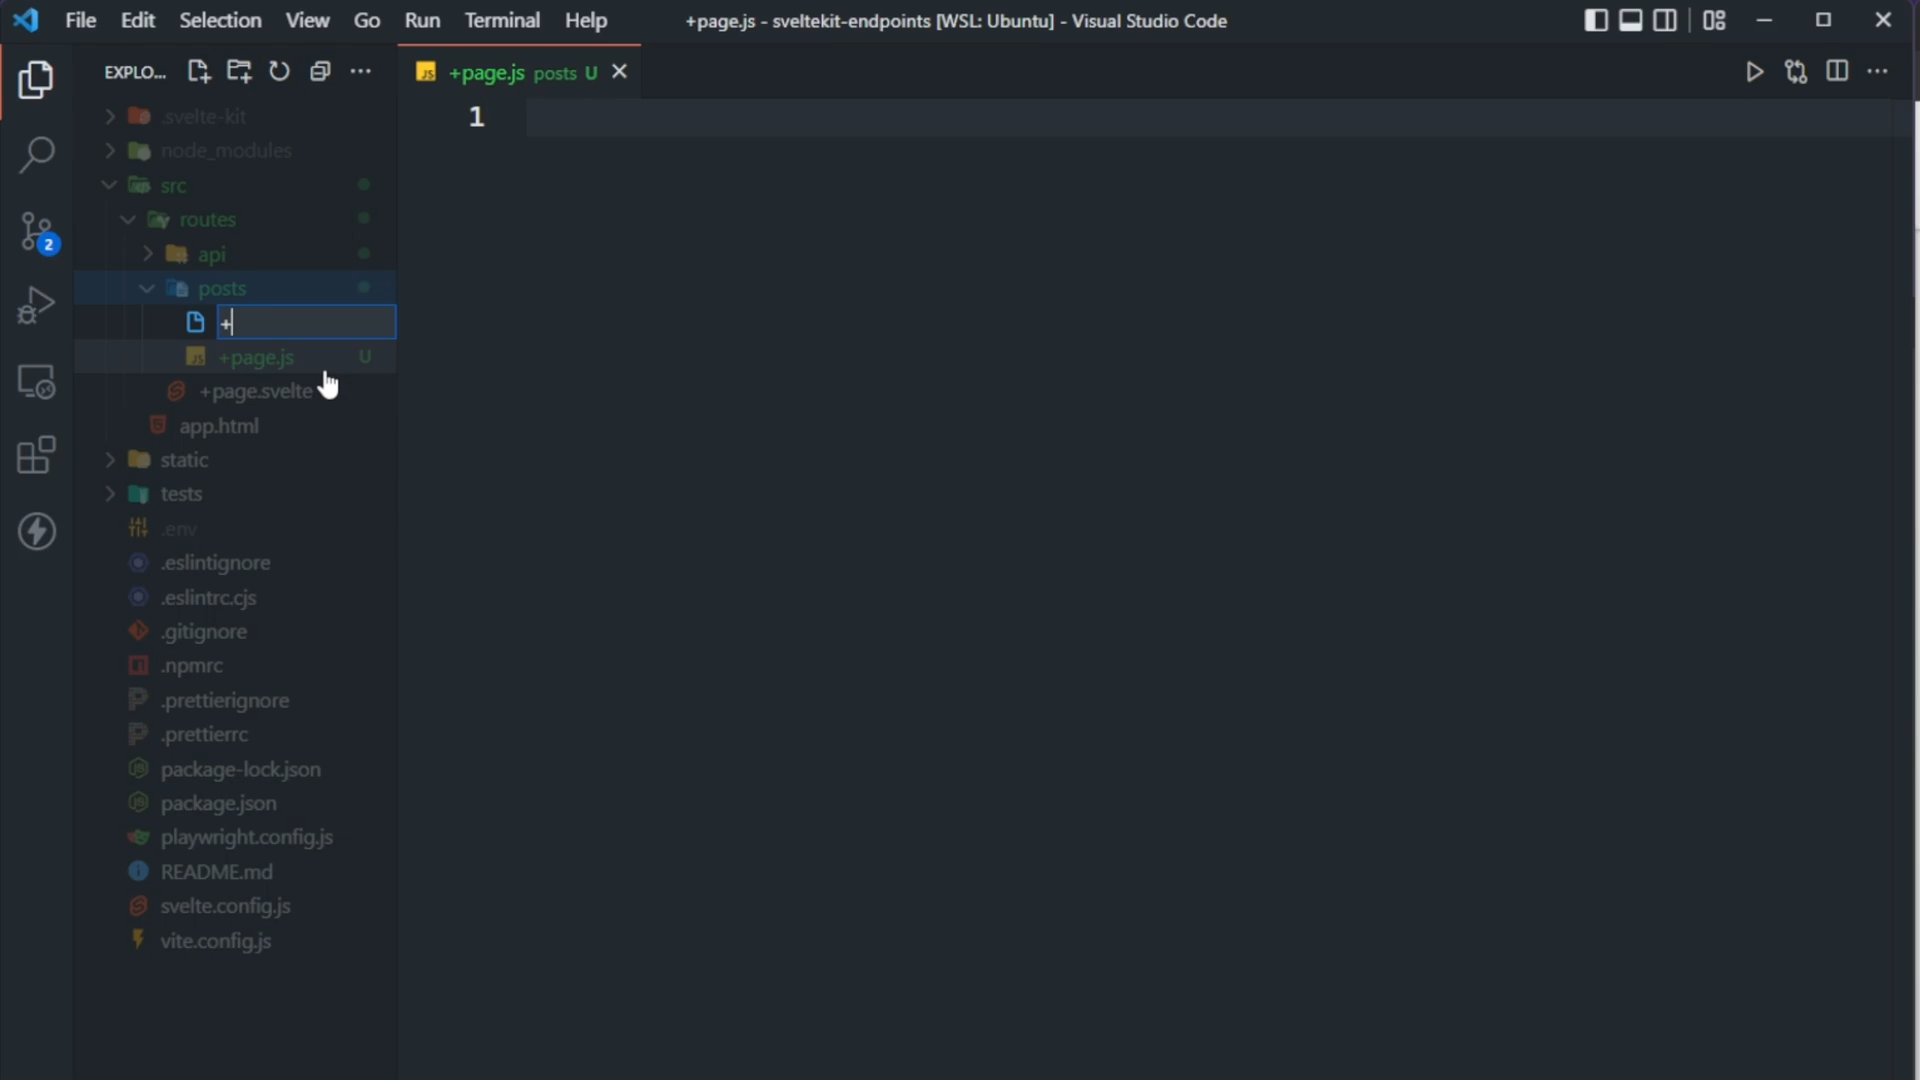 File Edit Selection View Go Run Terminal Help +page.js - sveltekit-endpoints [WSL: Ubuntu] - Visual Studio Code
EXPLO... +page.js posts U
1
.svelte-kit
node_modules
src
routes
api
posts
+
+page.js U
+page.svelte
app.html
static
tests
.env
.eslintignore
.eslintrc.cjs
.gitignore
.npmrc
.prettierignore
.prettierrc
package-lock.json
package.json
playwright.config.js
README.md
svelte.config.js
vite.config.js
2